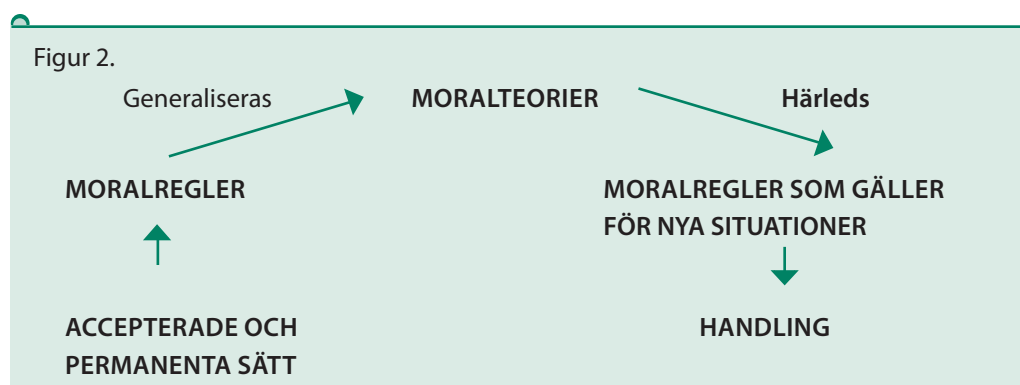 Figur 2.
Generaliseras
MORALTEORIER
Härleds
MORALREGLER
MORALREGLER SOM GÄLLER
FÖR NYA SITUATIONER
ACCEPTERADE OCH
PERMANENTA SÄTT
HANDLING